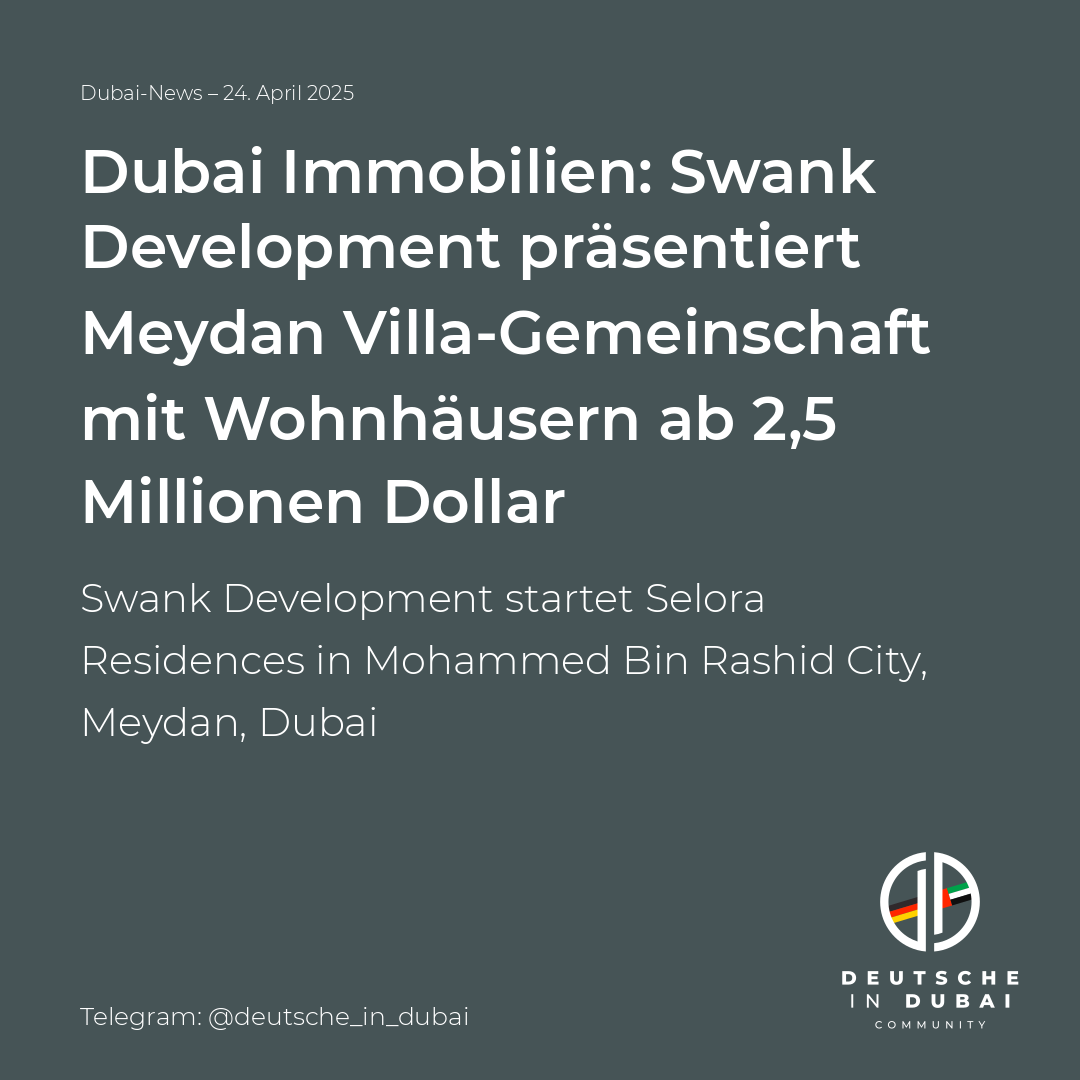 Dubai-News – 24. April 2025
Dubai Immobilien: Swank
Development präsentiert
Meydan Villa-Gemeinschaft
mit Wohnhäusern ab 2,5
Millionen Dollar
Swank Development startet Selora
Residences in Mohammed Bin Rashid City,
Meydan, Dubai
DEUTSCHE
IN DUBAI
COMMUNITY
Telegram: @deutsche_in_dubai